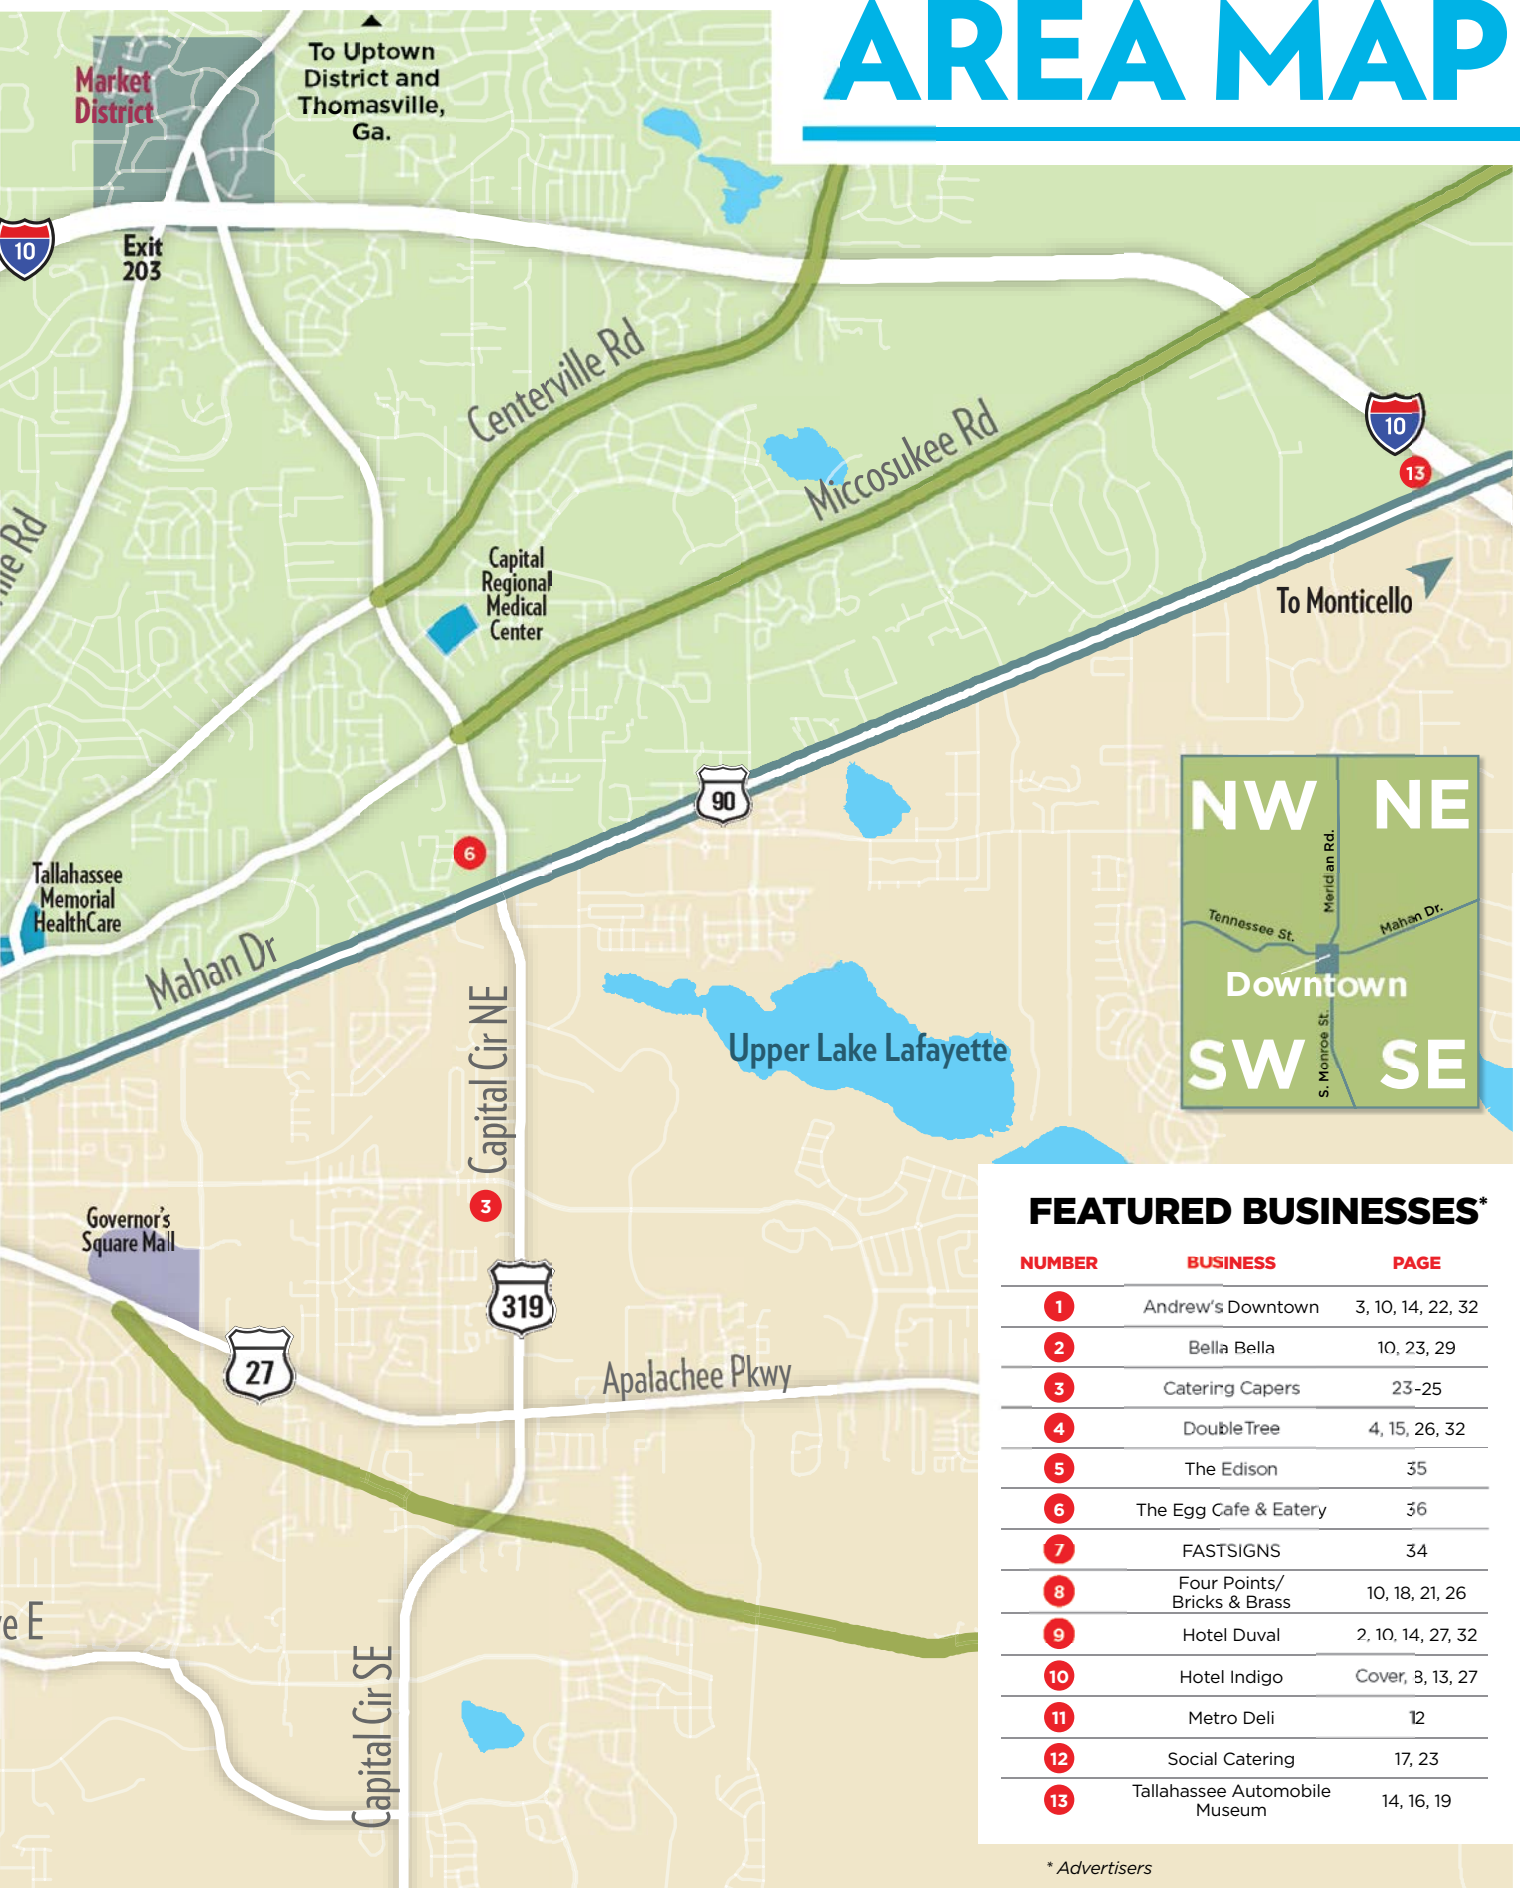 AREA MAP
To Uptown
District and
Thomasville,
Ga.
Market
District
10
Exit
203
Centerville Rd
Miccosukee Rd
10
13
To Monticello
Capital
Regional
Medical
Center
90
6
Tallahassee
Memorial
HealthCare
Mahan Dr
Capital Cir NE
Upper Lake Lafayette
NW NE
Meridian Rd.
Tennessee St.
Mahan Dr.
Downtown
S. Monroe St.
SW SE
3
Governor's
Square Mall
319
27
Apalachee Pkwy
e E
Capital Cir SE
FEATURED BUSINESSES*
NUMBER BUSINESS PAGE
1 Andrew's Downtown 3, 10, 14, 22, 32
2 Bella Bella 10, 23, 29
3 Catering Capers 23-25
4 DoubleTree 4, 15, 26, 32
5 The Edison 35
6 The Egg Cafe & Eatery 36
7 FASTSIGNS 34
8 Four Points/
Bricks & Brass 10, 18, 21, 26
9 Hotel Duval 2, 10, 14, 27, 32
10 Hotel Indigo Cover, 8, 13, 27
11 Metro Deli 12
12 Social Catering 17, 23
13 Tallahassee Automobile
Museum 14, 16, 19
* Advertisers